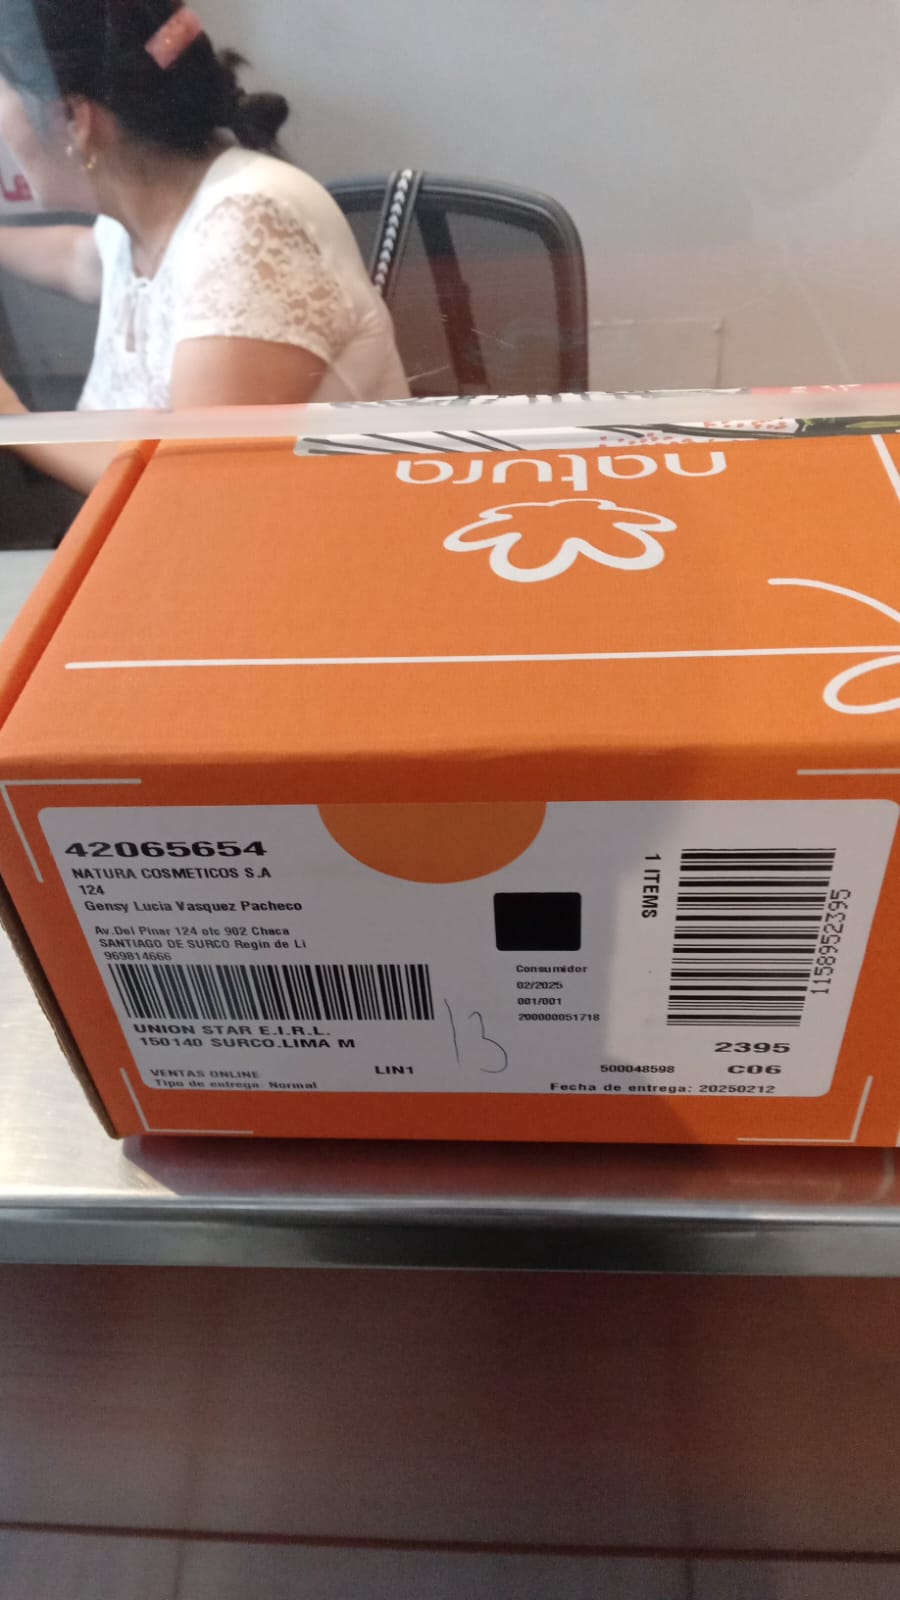 natura
42065654
NATURA COSMETICOS S.A
124
Gensy Lucia Vasquez Pacheco
Av.Del Pinar 124 ofc 902 Chaca
SANTIAGO DE SURCO Regin de Li
969814666
UNION STAR E.I.R.L.
150140 SURCO.LIMA M
VENTAS ONLINE
Tipo de entrega: Normal
LIN1
13
Consumidor
02/2025
001/001
200000051718
1 ITEMS
1158952395
2395
500048598
C06
Fecha de entrega: 20250212